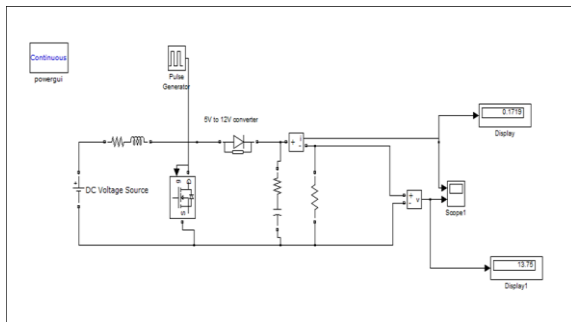 Continuous
powergui
Pulse
Generator
5V to 12V converter
DC Voltage Source
0.1719
Display
Scope1
13.75
Display1
+
i
-
+
v
-
+
g
D
S